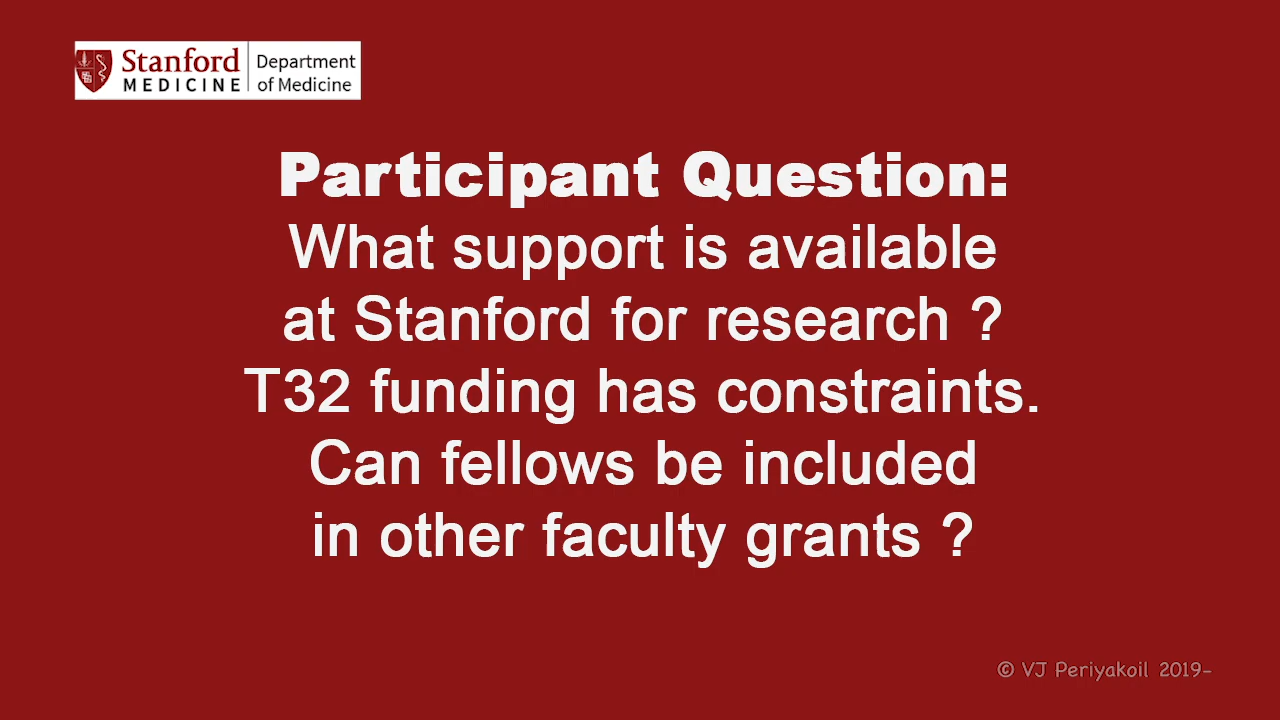 Stanford
MEDICINE
Department
of Medicine
Participant Question:
What support is available
at Stanford for research ?
T32 funding has constraints.
Can fellows be included
in other faculty grants ?
© VJ Periyakoil 2019-